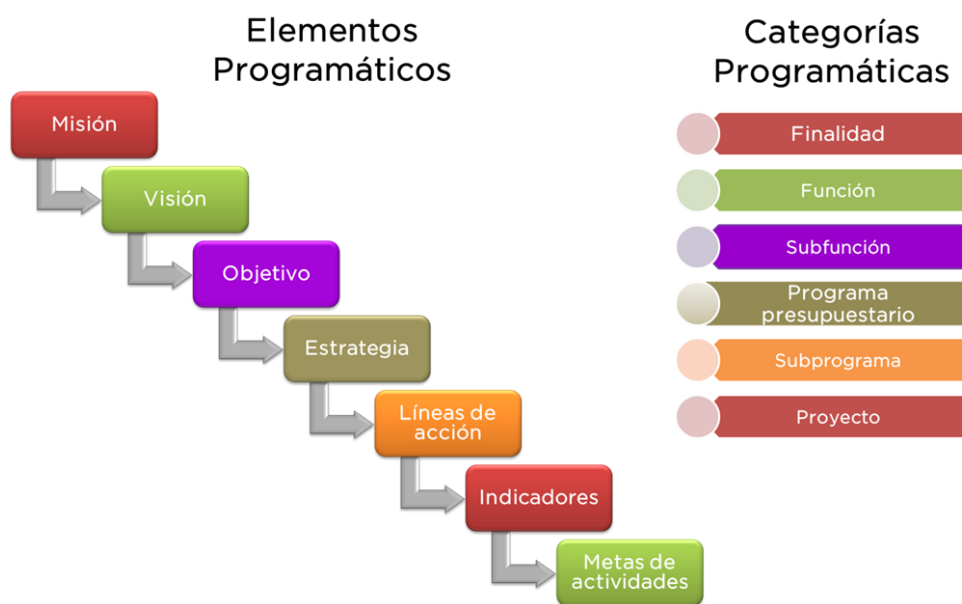 Elementos
Programáticos
Misión
Visión
Objetivo
Estrategia
Líneas de
acción
Indicadores
Metas de
actividades
Categorías
Programáticas
Finalidad
Función
Subfunción
Programa
presupuestario
Subprograma
Proyecto